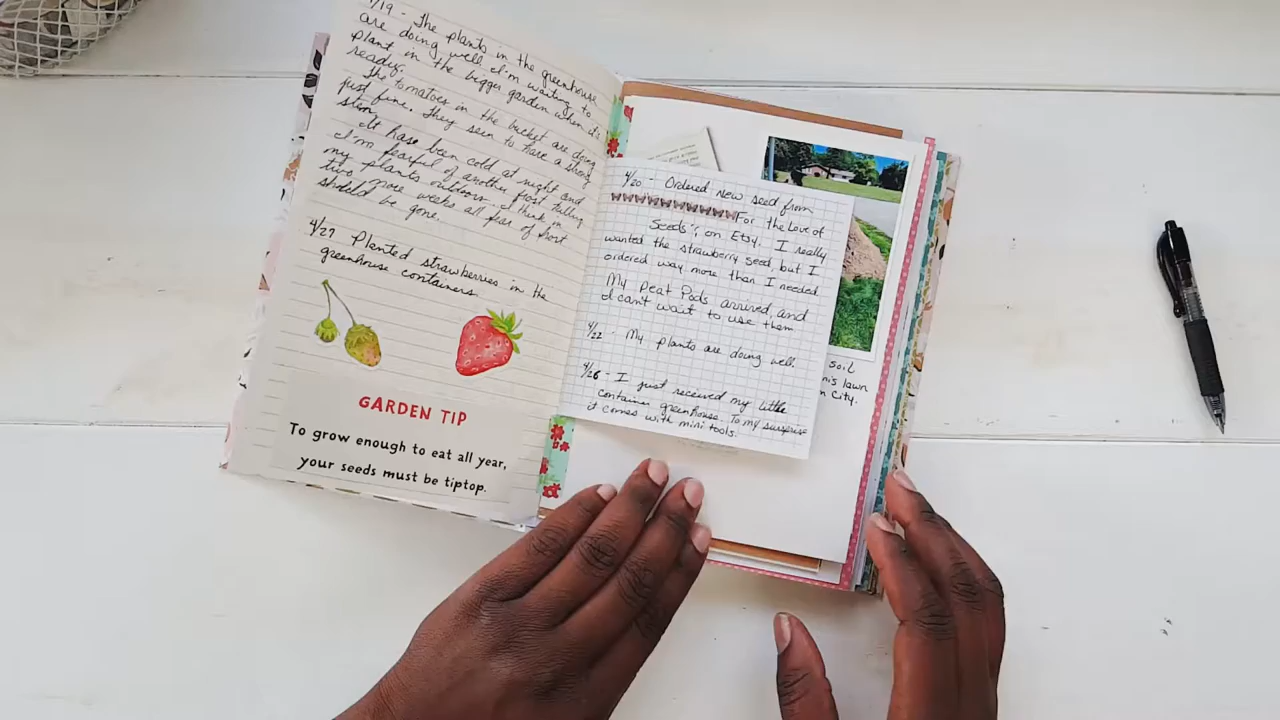 4/19 - The plants in the greenhouse
are doing well. I'm waiting to
plant in the bigger garden when it's
ready.
The tomatoes in the bucket are doing
just fine. They seen to have a strong
stem.
It hase been cold at night and
I'm fearful of another frost killing
my plants outdoors. I think in
two more weeks all fear of frost
should be gone.
4/27 Planted strawberries in the
greenhouse containers.
GARDEN TIP
To grow enough to eat all year,
your seeds must be tiptop.
4/20 - Ordered new seed from
For the Love of
Seeds, on Etsy. I really
wanted the strawberry seed, but I
ordered way more than I needed
My Peat Pods arrived, and
I can't wait to use them
4/22 - My plants are doing well.
4/26 - I just received my little
container greenhouse. To my surprise
it comes with mini tools.
soil
lawn
City.